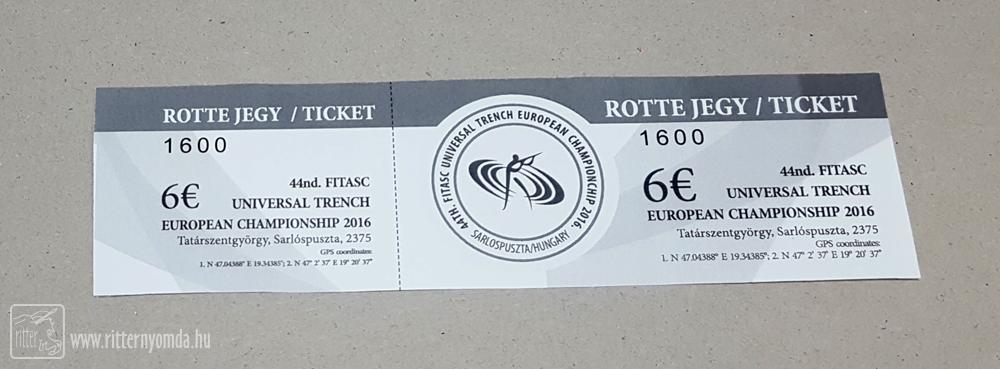 ROTTE JEGY / TICKET
1600
6€
44nd. FITASC
UNIVERSAL TRENCH
EUROPEAN CHAMPIONSHIP 2016
Tatárszentgyörgy, Sarlóspuszta, 2375
GPS coordinates:
1. N 47.04388° E 19.34385°; 2. N 47° 2' 37" E 19° 20' 37"
44TH. FITASC UNIVERSAL TRENCH EUROPEAN CHAMPIONCHIP 2016.
SARLOSPUSZTA/HUNGARY
ROTTE JEGY / TICKET
1600
6€
44nd. FITASC
UNIVERSAL TRENCH
EUROPEAN CHAMPIONSHIP 2016
Tatárszentgyörgy, Sarlóspuszta, 2375
GPS coordinates:
1. N 47.04388° E 19.34385°; 2. N 47° 2' 37" E 19° 20' 37"
ritter
www.ritternyomda.hu